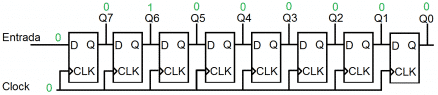 0 1 0 0 0 0 0 0
Q7 Q6 Q5 Q4 Q3 Q2 Q1 Q0
Entrada 0
D Q D Q D Q D Q D Q D Q D Q D Q
CLK CLK CLK CLK CLK CLK CLK CLK
Clock 0